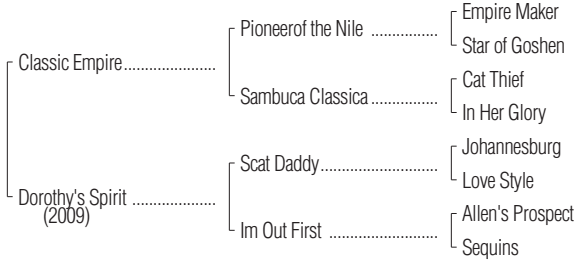 Empire Maker
Pioneerof the Nile ................
Star of Goshen
Classic Empire......................
Cat Thief
Sambuca Classica ................
In Her Glory
Johannesburg
Scat Daddy............................
Love Style
Dorothy's Spirit ....................
(2009)
Allen's Prospect
Im Out First ..........................
Sequins